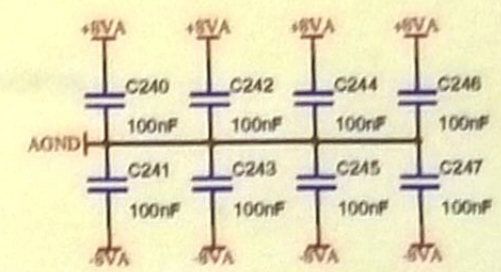 +8VA +8VA +8VA +8VA
C240 C242 C244 C246
100nF 100nF 100nF 100nF
AGND
C241 C243 C245 C247
100nF 100nF 100nF 100nF
-8VA -8VA -8VA -8VA